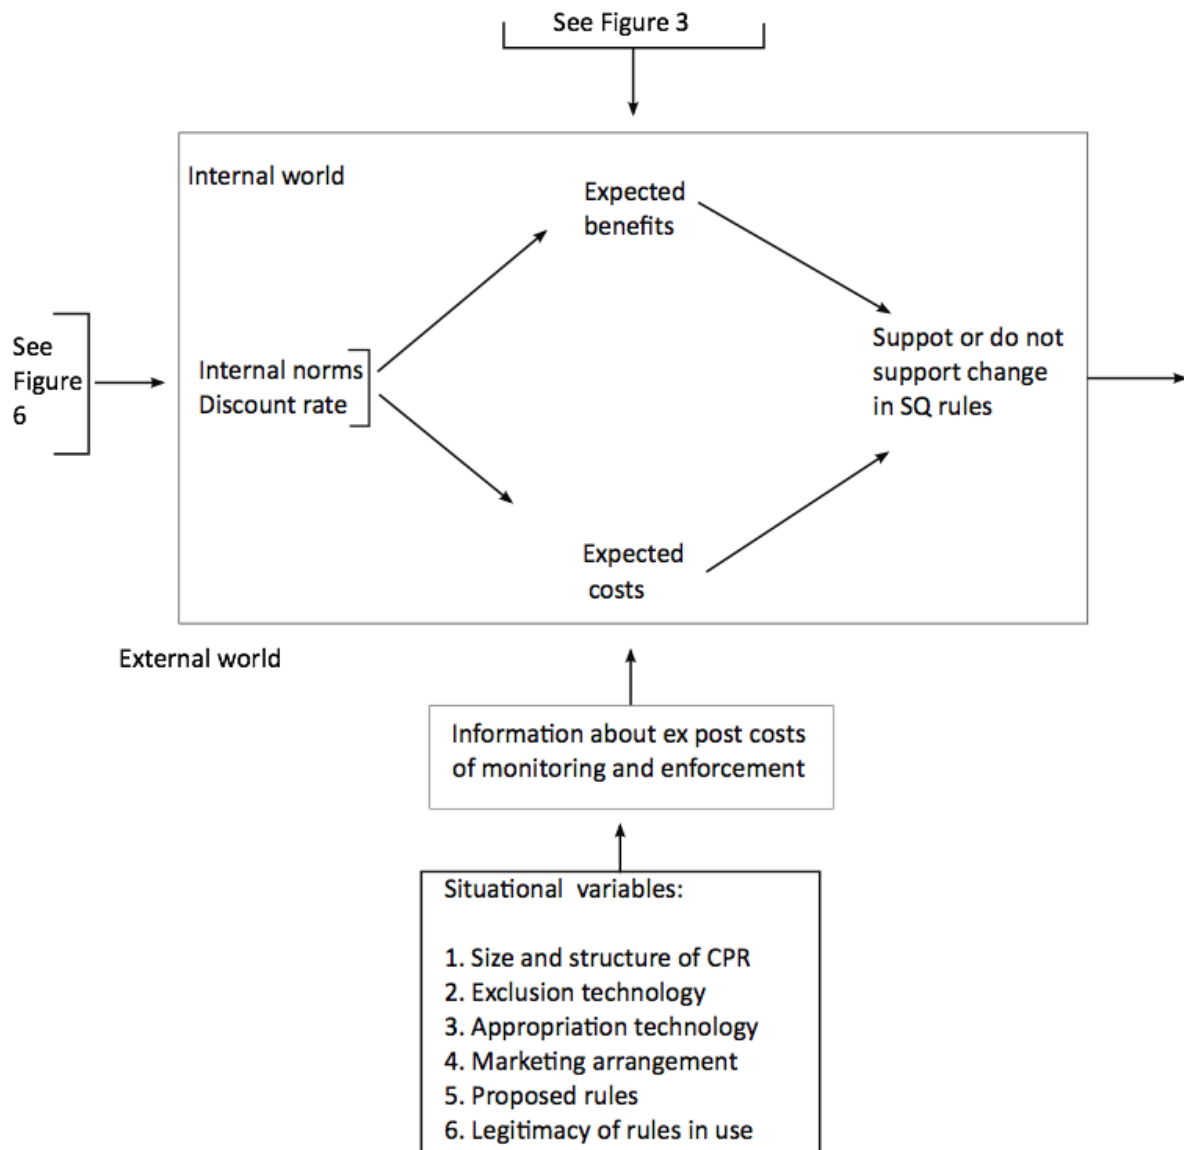 See Figure 3
Internal world
Expected
benefits
See
Figure
6
Internal norms
Discount rate
Suppot or do not
support change
in SQ rules
Expected
costs
External world
Information about ex post costs
of monitoring and enforcement
Situational variables:
1. Size and structure of CPR
2. Exclusion technology
3. Appropriation technology
4. Marketing arrangement
5. Proposed rules
6. Legitimacy of rules in use